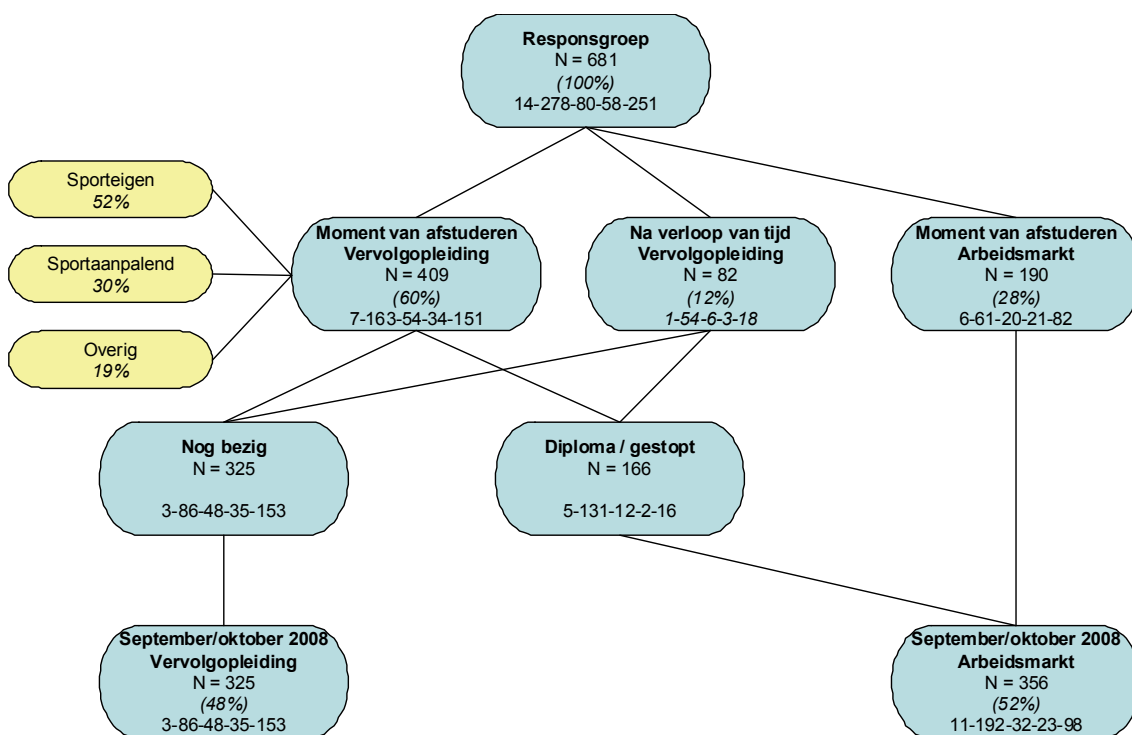 Responsgroep
N = 681
(100%)
14-278-80-58-251
Sporteigen
52%
Sportaanpalend
30%
Overig
19%
Moment van afstuderen
Vervolgopleiding
N = 409
(60%)
7-163-54-34-151
Na verloop van tijd
Vervolgopleiding
N = 82
(12%)
1-54-6-3-18
Moment van afstuderen
Arbeidsmarkt
N = 190
(28%)
6-61-20-21-82
Nog bezig
N = 325
3-86-48-35-153
Diploma / gestopt
N = 166
5-131-12-2-16
September/oktober 2008
Vervolgopleiding
N = 325
(48%)
3-86-48-35-153
September/oktober 2008
Arbeidsmarkt
N = 356
(52%)
11-192-32-23-98